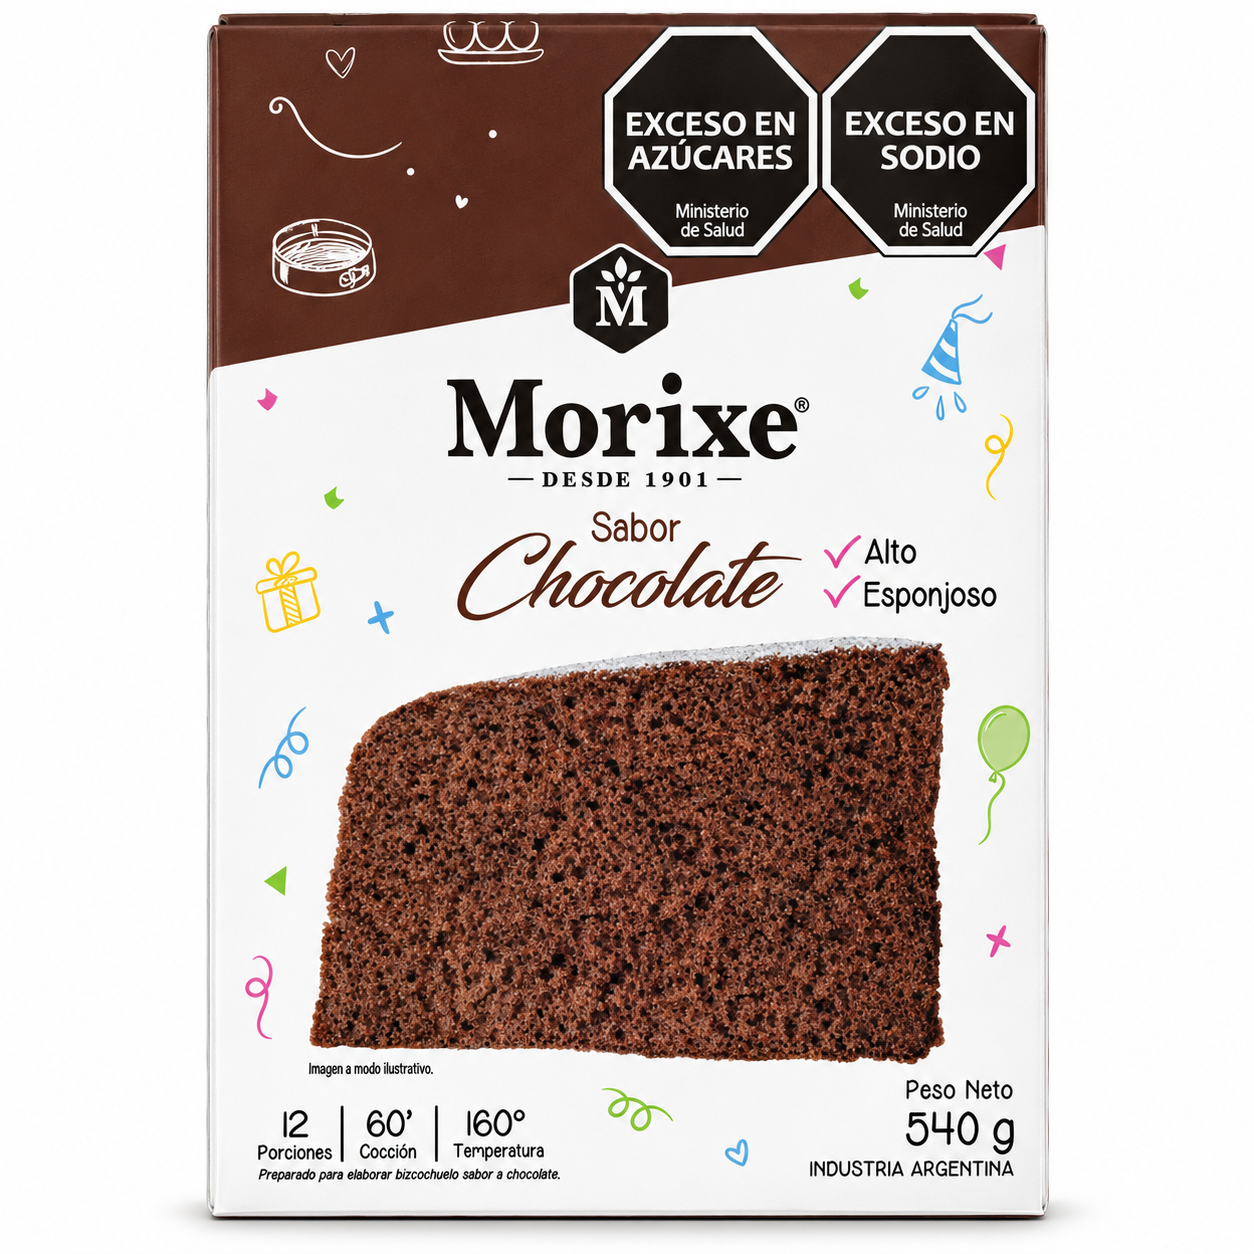 EXCESO EN
AZÚCARES
Ministerio
de Salud
EXCESO EN
SODIO
Ministerio
de Salud
M
Morixe®
DESDE 1901
Sabor
Chocolate
Alto
Esponjoso
Imagen a modo ilustrativo.
12
Porciones
60’
Cocción
160°
Temperatura
Preparado para elaborar bizcochuelo sabor a chocolate.
Peso Neto
540 g
INDUSTRIA ARGENTINA